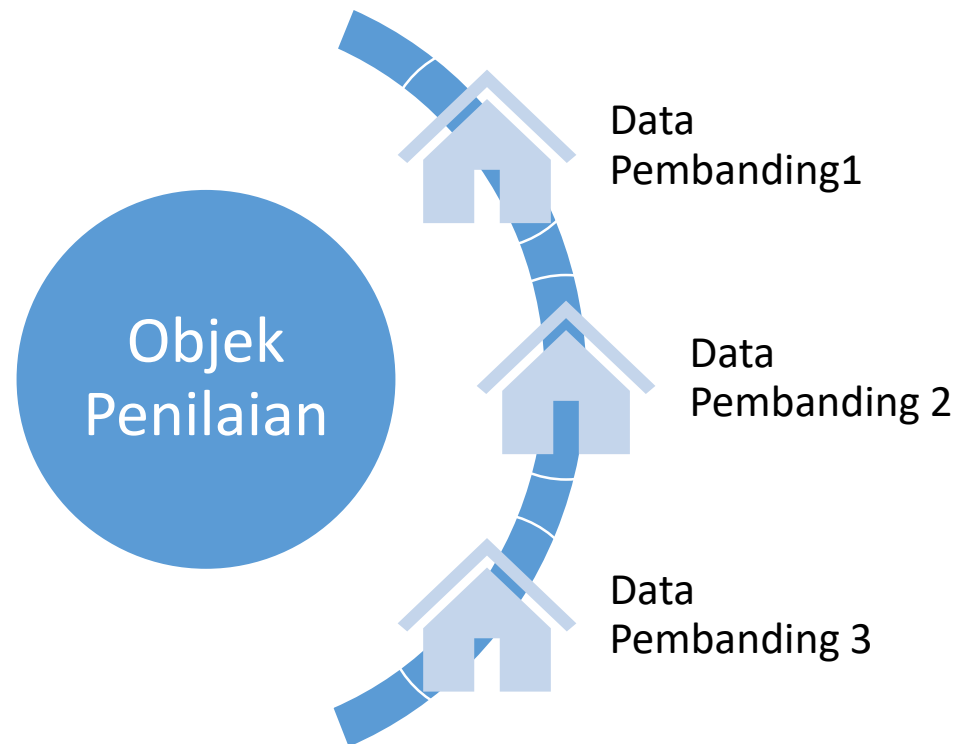 Objek
Penilaian
Data
Pembanding1
Data
Pembanding 2
Data
Pembanding 3